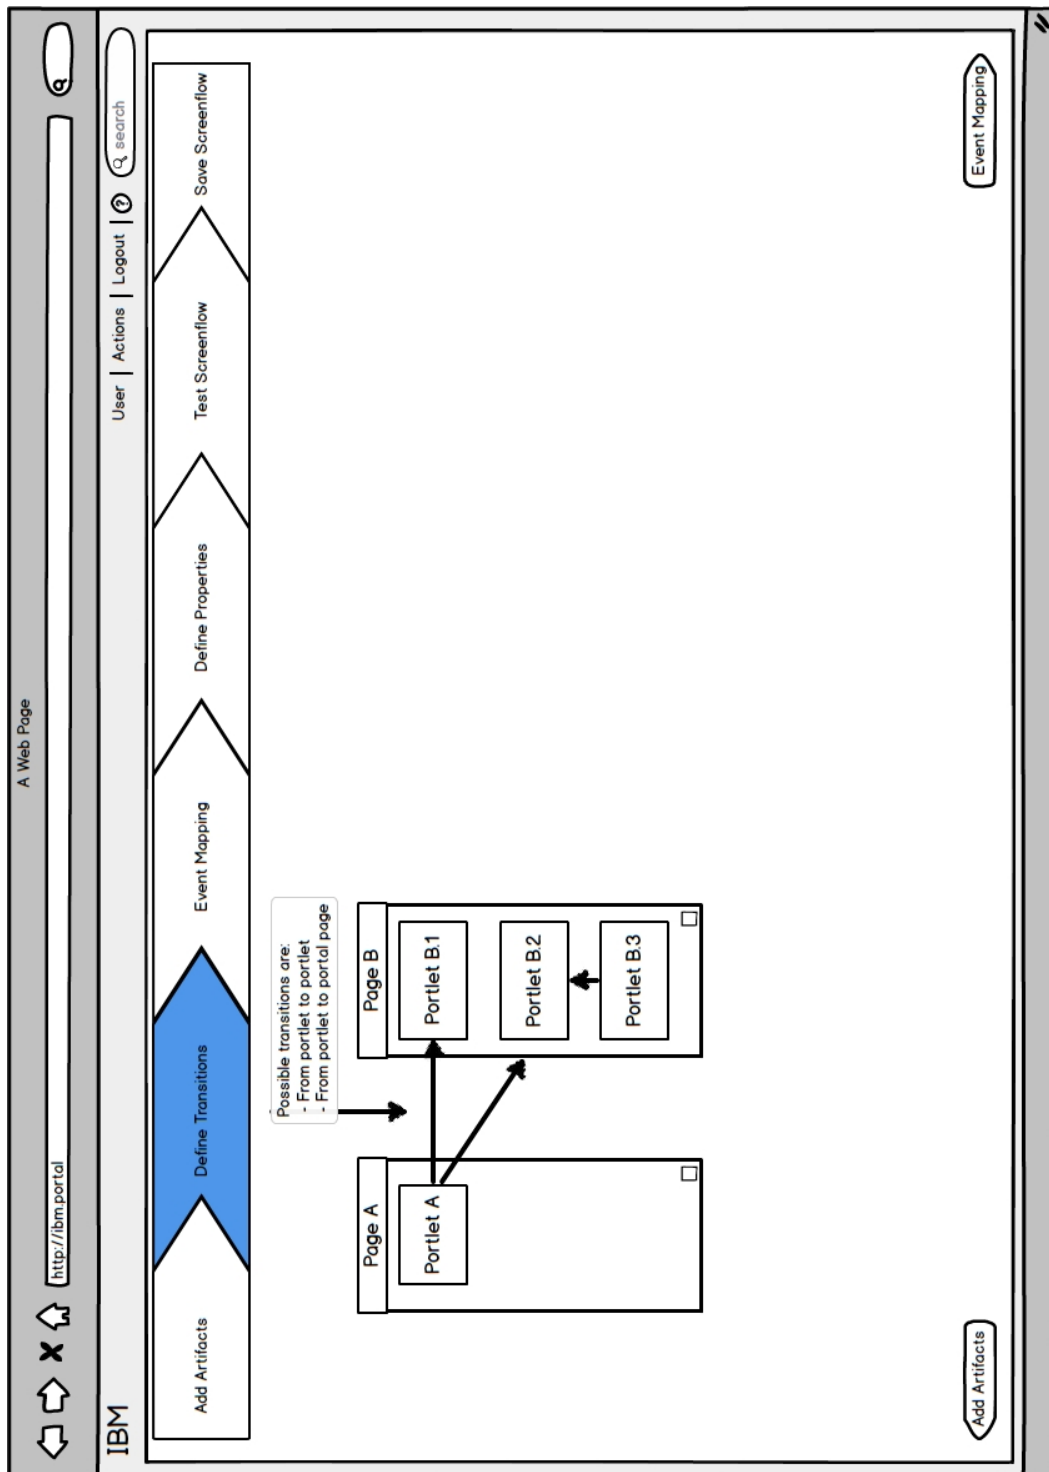 A Web Page
http://ibm.portal
IBM
User | Actions | Logout | ?
search
Add Artifacts
Define Transitions
Event Mapping
Define Properties
Test Screenflow
Save Screenflow
Possible transitions are:
- From portlet to portlet
- From portlet to portal page
Page A
Portlet A
Page B
Portlet B.1
Portlet B.2
Portlet B.3
Add Artifacts
Event Mapping